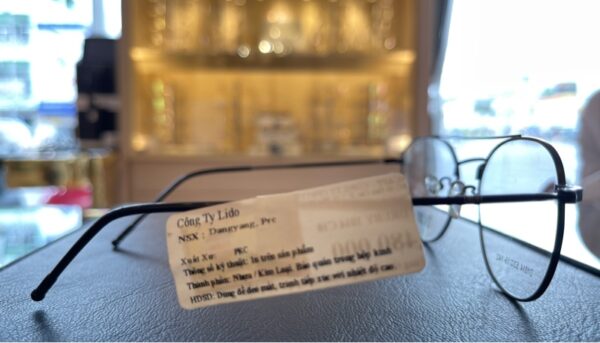 Công Ty Lido
NSX : Dangyang, Prc
Xuất Xứ: PRC
Thông số kỹ thuật: In trên sản phẩm
Thành phần: Nhựa / Kim Loại. Bảo quản trong hộp kính
HDSD: Dùng để đeo mắt, tránh tiếp xúc với nhiệt độ cao.